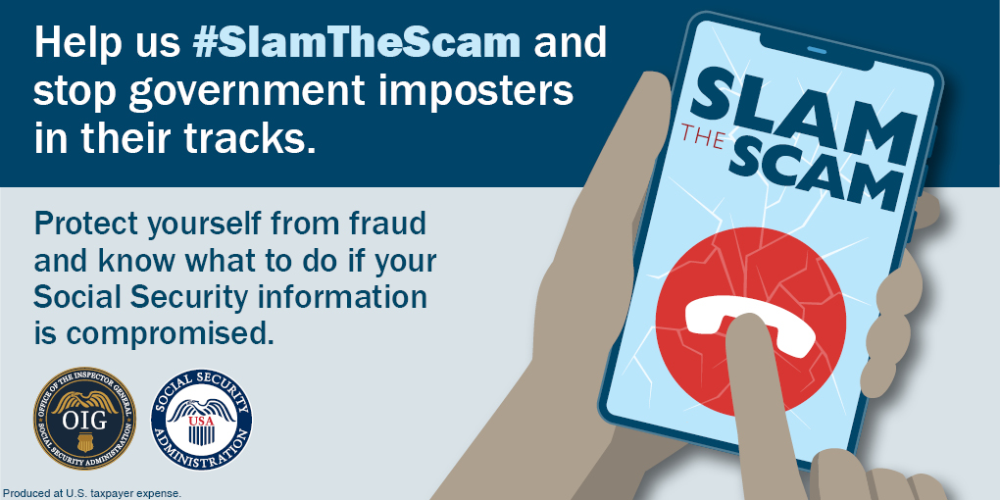 Help us #SlamTheScam and
stop government imposters
in their tracks.
Protect yourself from fraud
and know what to do if your
Social Security information
is compromised.
SLAM
THE SCAM
OFFICE OF THE INSPECTOR GENERAL
OIG
SOCIAL SECURITY ADMINISTRATION
SOCIAL SECURITY
USA
ADMINISTRATION
Produced at U.S. taxpayer expense.